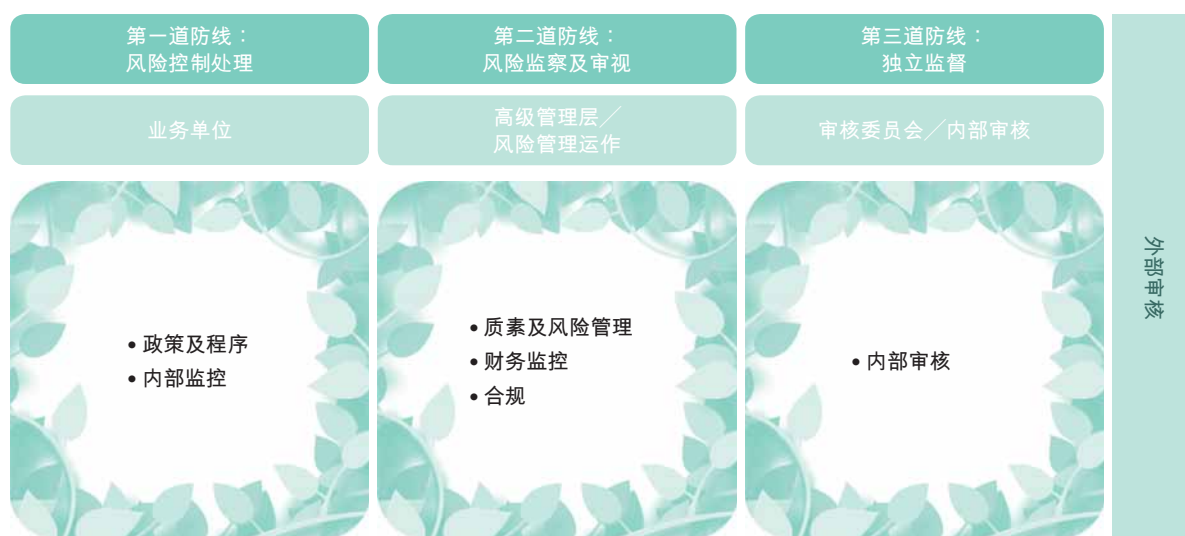 第一道防线：
风险控制处理
业务单位
• 政策及程序
• 内部监控
第二道防线：
风险监察及审视
高级管理层／
风险管理运作
• 质素及风险管理
• 财务监控
• 合规
第三道防线：
独立监督
审核委员会／内部审核
• 内部审核
外部审核